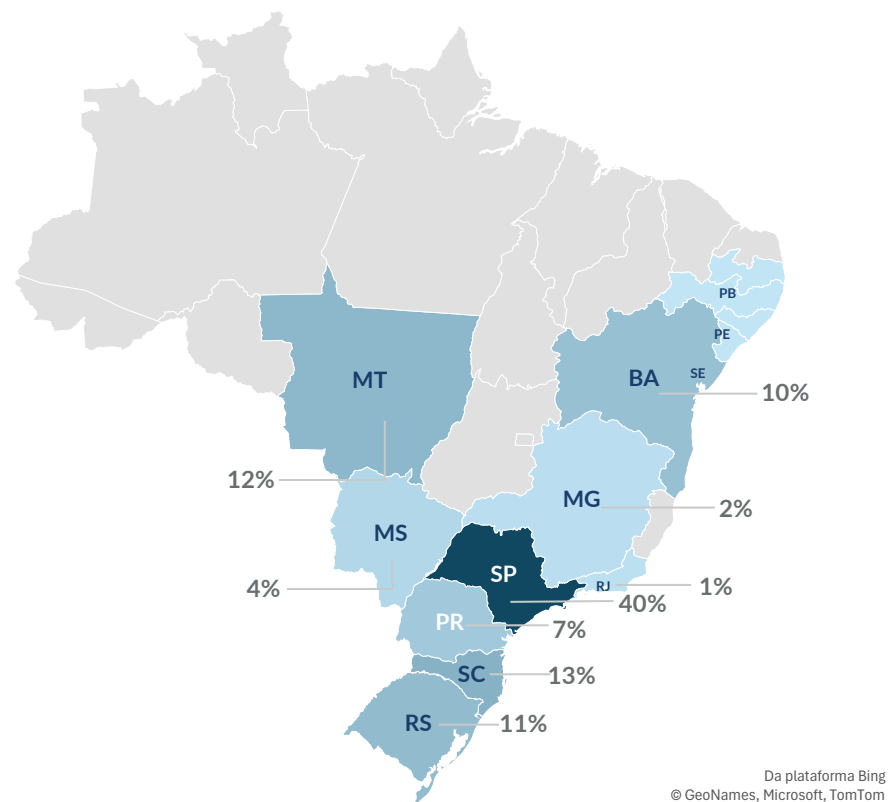 PB
PE
SE
MT
BA
10%
12%
MG
2%
MS
4%
SP
RJ
1%
40%
PR
7%
SC
13%
RS
11%
Da plataforma Bing
© GeoNames, Microsoft, TomTom